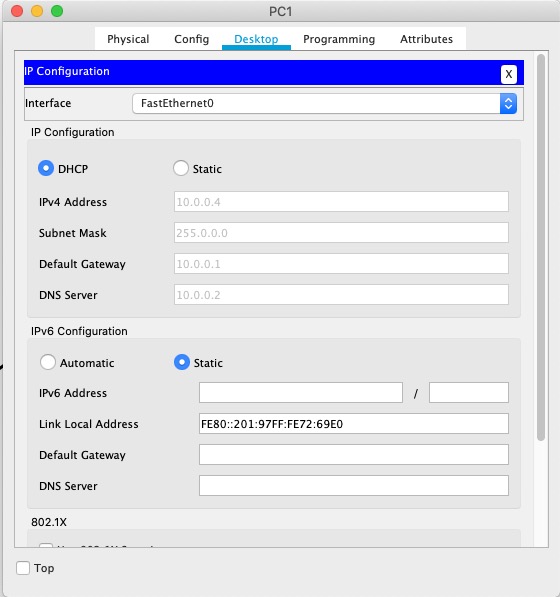 PC1
Physical Config Desktop Programming Attributes
IP Configuration X
Interface FastEthernet0
IP Configuration
DHCP Static
IPv4 Address 10.0.0.4
Subnet Mask 255.0.0.0
Default Gateway 10.0.0.1
DNS Server 10.0.0.2
IPv6 Configuration
Automatic Static
IPv6 Address /
Link Local Address FE80::201:97FF:FE72:69E0
Default Gateway
DNS Server
802.1X
Top